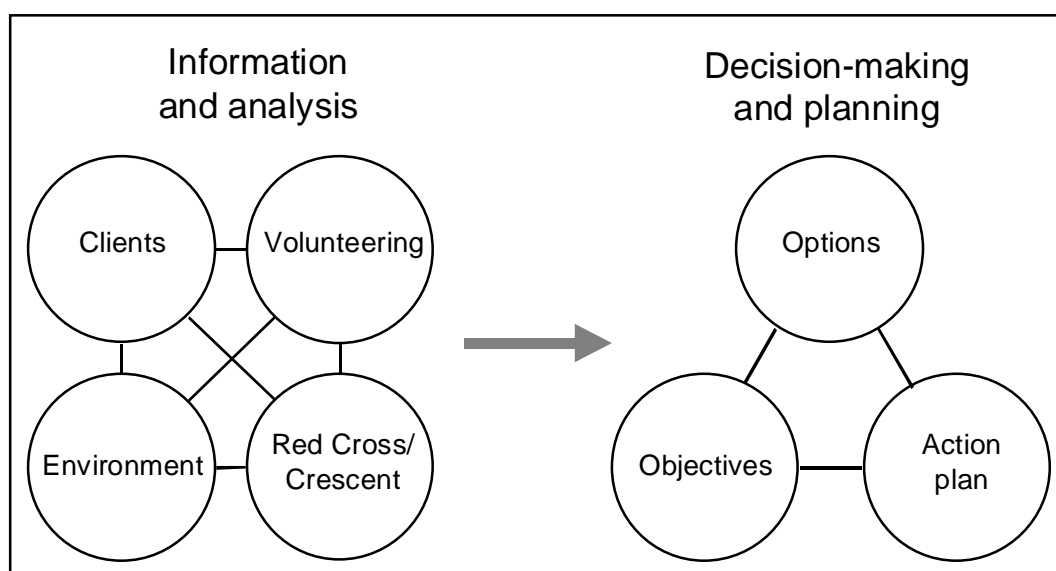 Information
and analysis
Decision-making
and planning
Clients
Volunteering
Options
Environment
Red Cross/
Crescent
Objectives
Action
plan